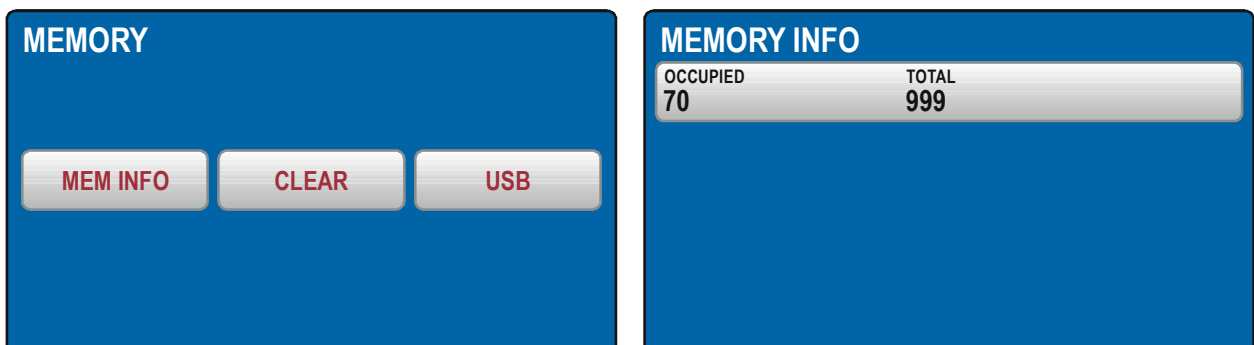 MEMORY
MEM INFO CLEAR USB
MEMORY INFO
OCCUPIED TOTAL
70 999